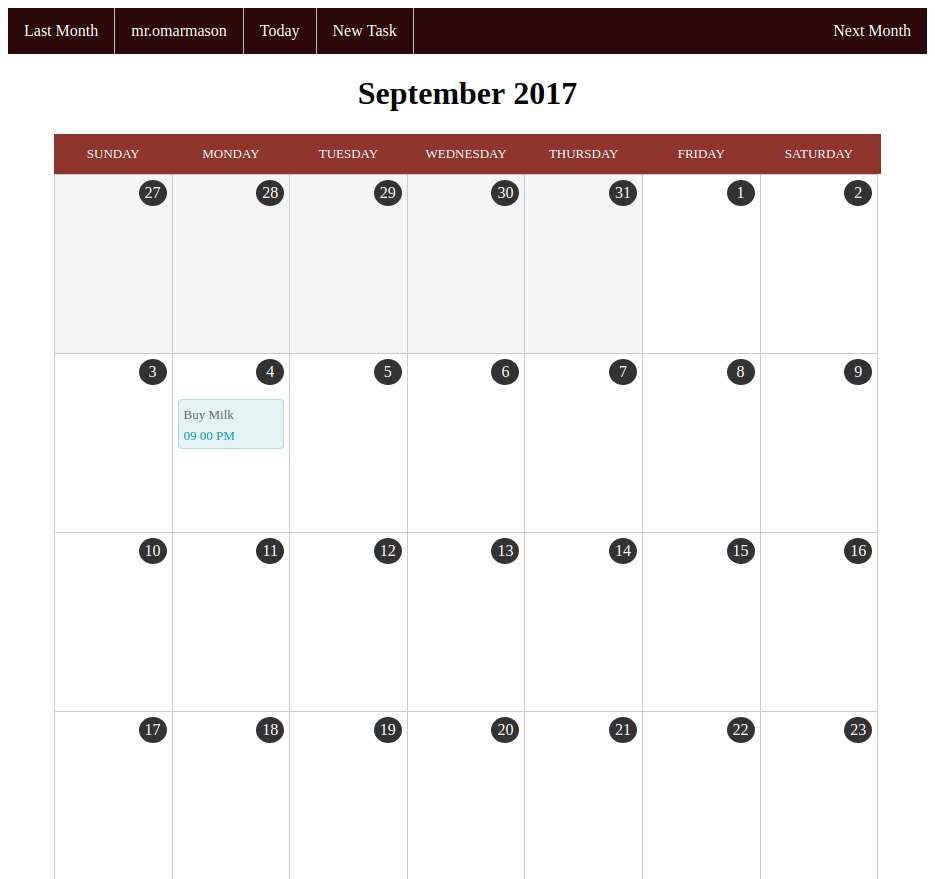 Last Month mr.omarmason Today New Task Next Month
September 2017
SUNDAY MONDAY TUESDAY WEDNESDAY THURSDAY FRIDAY SATURDAY
27 28 29 30 31 1 2
3 4 5 6 7 8 9
Buy Milk
09 00 PM
10 11 12 13 14 15 16
17 18 19 20 21 22 23